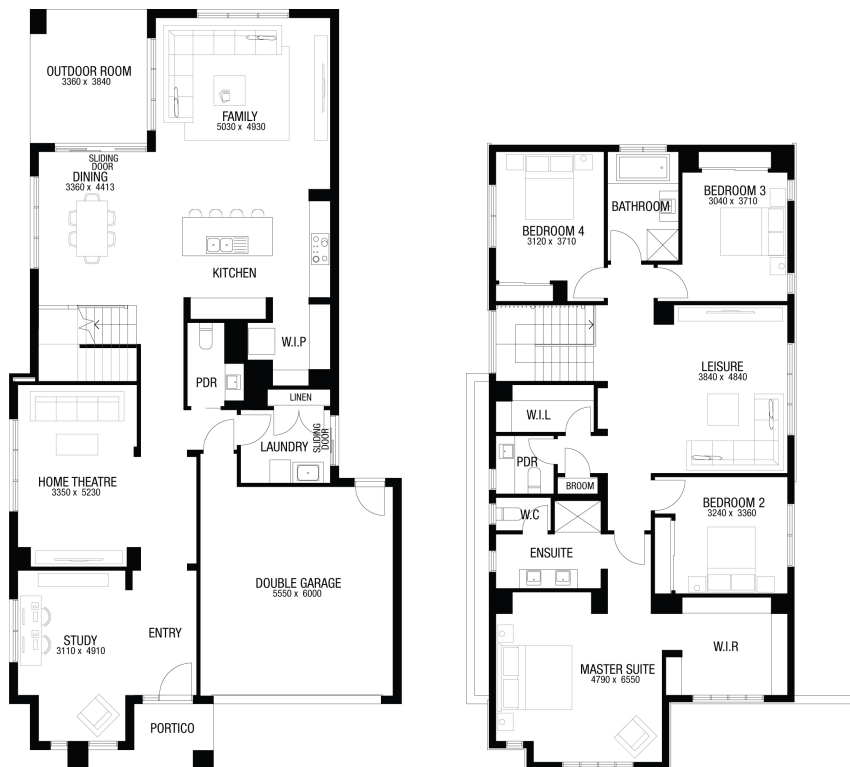 OUTDOOR ROOM
3360 x 3840
FAMILY
5030 x 4930
SLIDING
DOOR
DINING
3360 x 4413
KITCHEN
W.I.P
PDR
LINEN
LAUNDRY
SLIDING
DOOR
HOME THEATRE
3350 x 5230
DOUBLE GARAGE
5550 x 6000
STUDY
3110 x 4910
ENTRY
PORTICO
BATHROOM
BEDROOM 3
3040 x 3710
BEDROOM 4
3120 x 3710
LEISURE
3840 x 4840
W.I.L
PDR
BROOM
BEDROOM 2
3240 x 3360
W.C
ENSUITE
W.I.R
MASTER SUITE
4790 x 6550